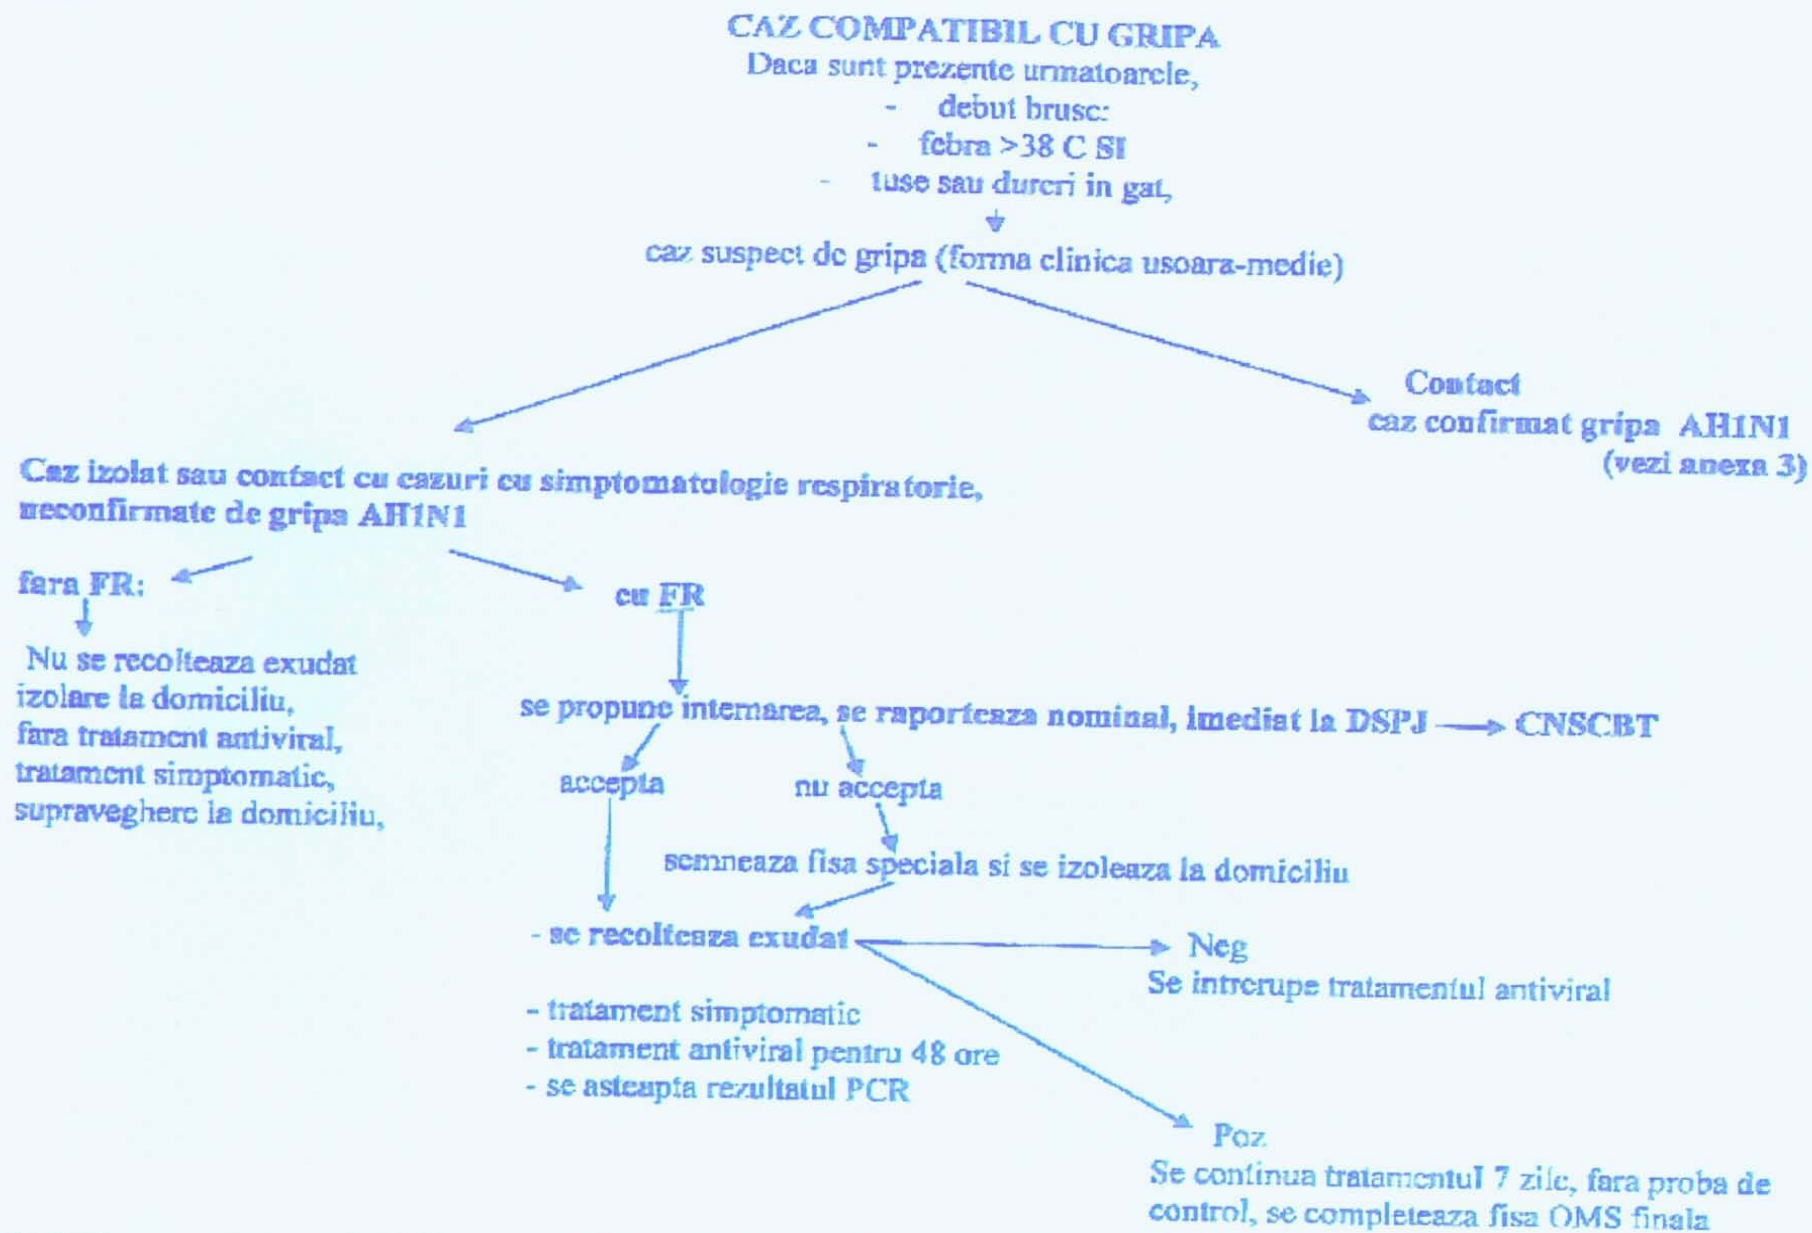 CAZ COMPATIBIL CU GRIPA
Daca sunt prezente urmatoarele,
- debut brusc:
- febra >38 C SI
- tuse sau dureri in gat,
caz suspect de gripa (forma clinica usoara-medie)
Contact
caz confirmat gripa AH1N1
(vezi anexa 3)
Caz izolat sau contact cu cazuri cu simptomatologie respiratorie,
neconfirmate de gripa AH1N1
fara FR:
cu FR
Nu se recolteaza exudat
izolare la domiciliu,
fara tratament antiviral,
tratament simptomatic,
supraveghere la domiciliu,
se propune internarea, se raporteaza nominal, imediat la DSPJ → CNSCBT
accepta
nu accepta
semneaza fisa speciala si se izoleaza la domiciliu
- se recolteaza exudat
Neg
Se intrerupe tratamentul antiviral
- tratament simptomatic
- tratament antiviral pentru 48 ore
- se asteapta rezultatul PCR
Poz
Se continua tratamentul 7 zile, fara proba de
control, se completeaza fisa OMS finala